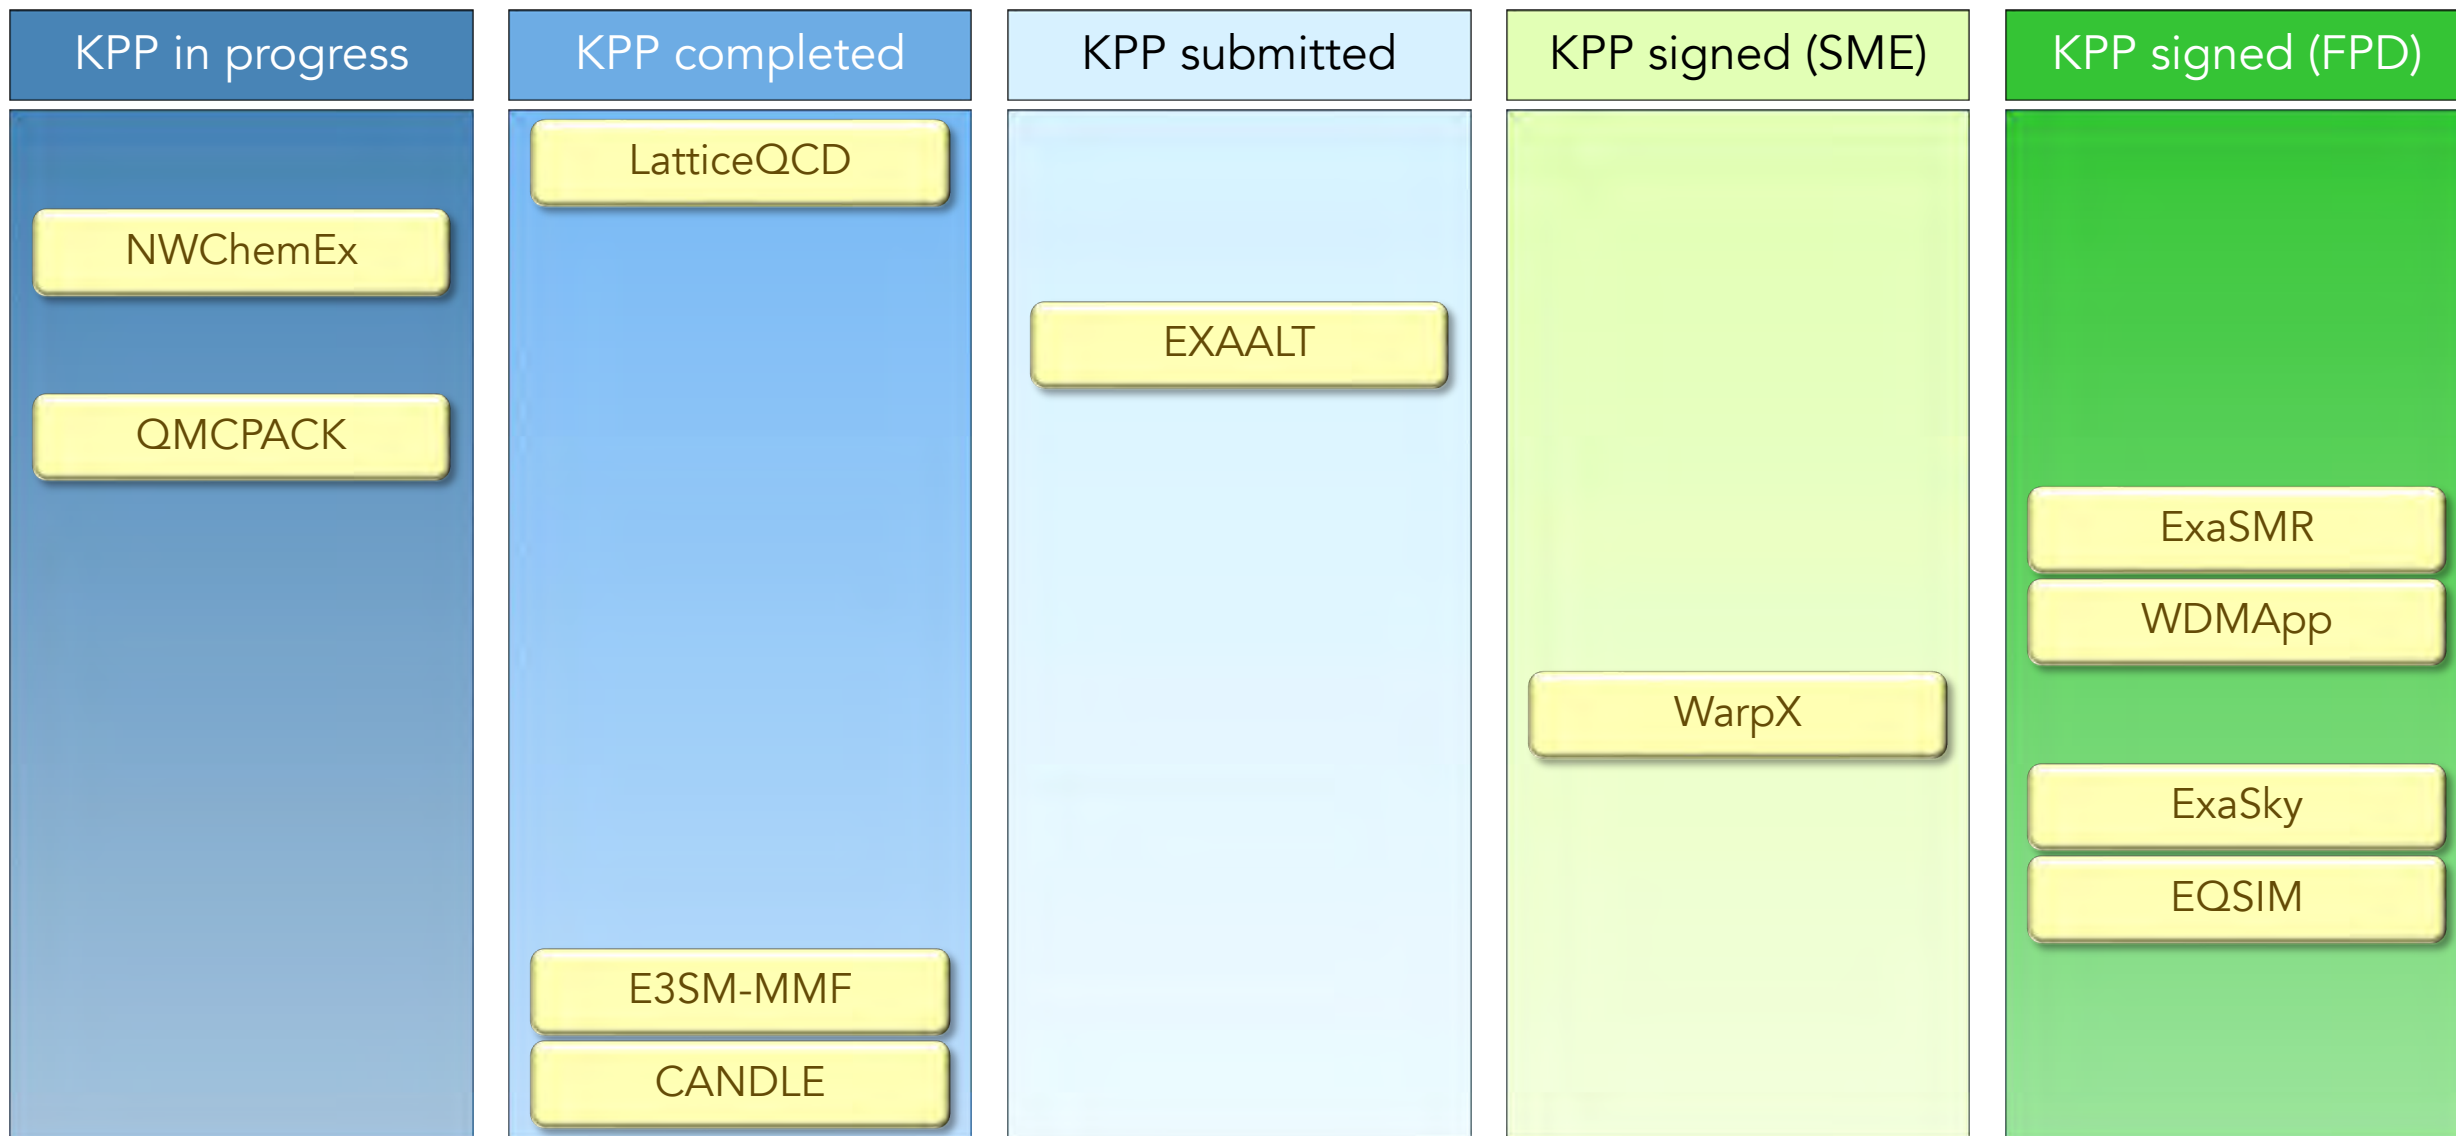 KPP in progress
KPP completed
KPP submitted
KPP signed (SME)
KPP signed (FPD)
LatticeQCD
NWChemEx
EXAALT
QMCPACK
ExaSMR
WDMApp
WarpX
ExaSky
EQSIM
E3SM-MMF
CANDLE